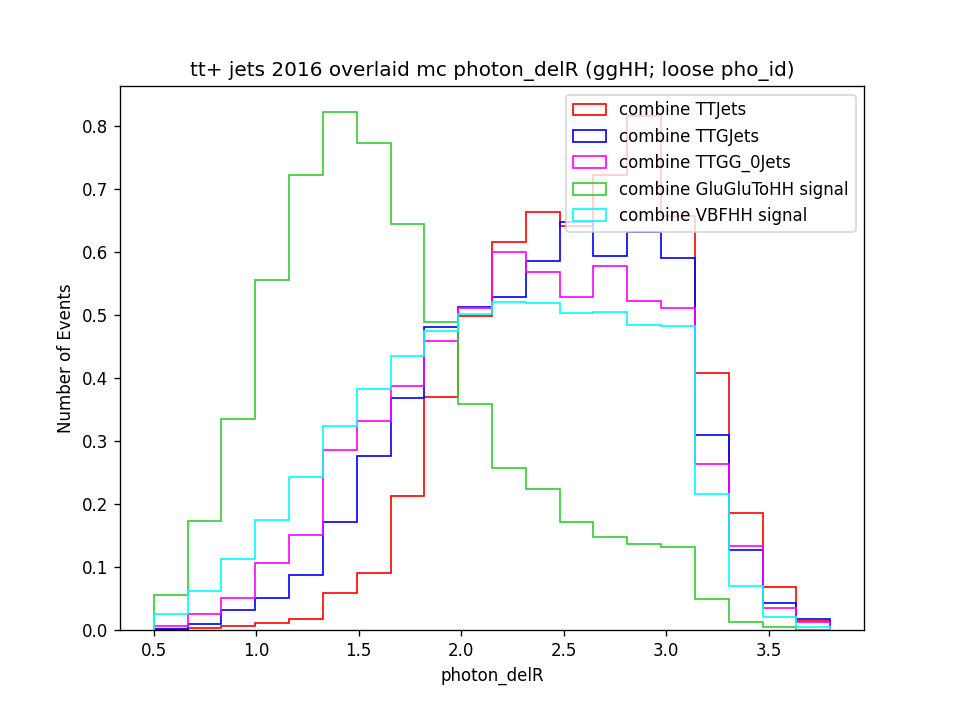 tt+ jets 2016 overlaid mc photon_delR (ggHH; loose pho_id)
combine TTJets
combine TTGJets
combine TTGG_0Jets
combine GluGluToHH signal
combine VBFHH signal
Number of Events
0.8
0.7
0.6
0.5
0.4
0.3
0.2
0.1
0.0
0.5 1.0 1.5 2.0 2.5 3.0 3.5
photon_delR